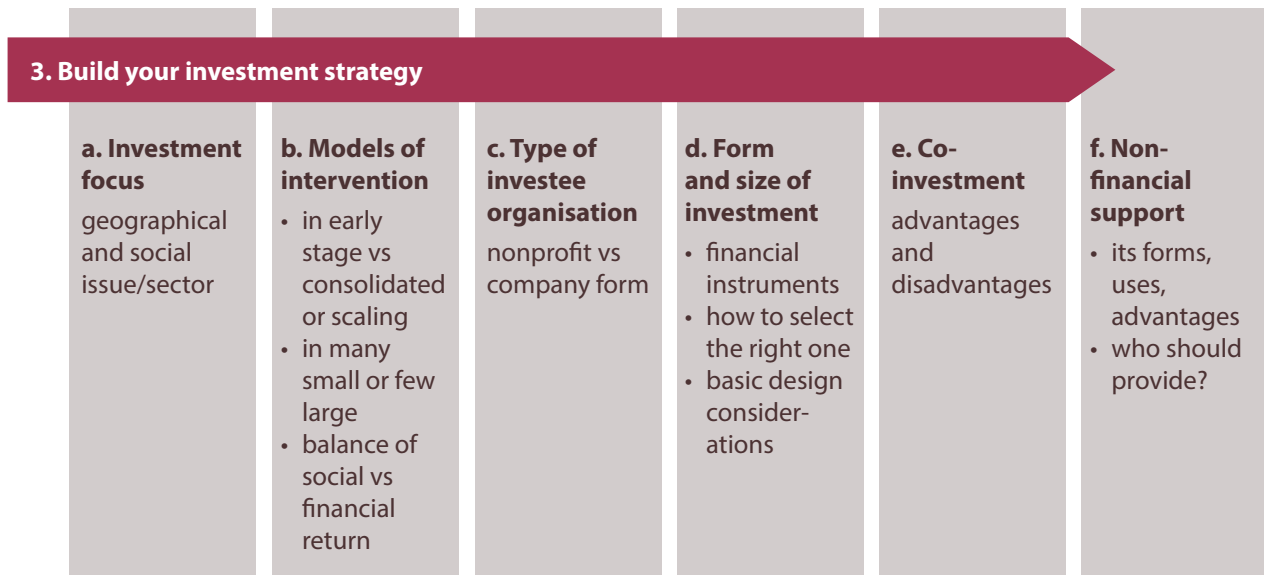 3. Build your investment strategy
a. Investment
focus
geographical
and social
issue/sector
b. Models of
intervention
• in early
stage vs
consolidated
or scaling
• in many
small or few
large
• balance of
social vs
financial
return
c. Type of
investee
organisation
nonprofit vs
company form
d. Form
and size of
investment
• financial
instruments
• how to select
the right one
• basic design
consider-
ations
e. Co-
investment
advantages
and
disadvantages
f. Non-
financial
support
• its forms,
uses,
advantages
• who should
provide?